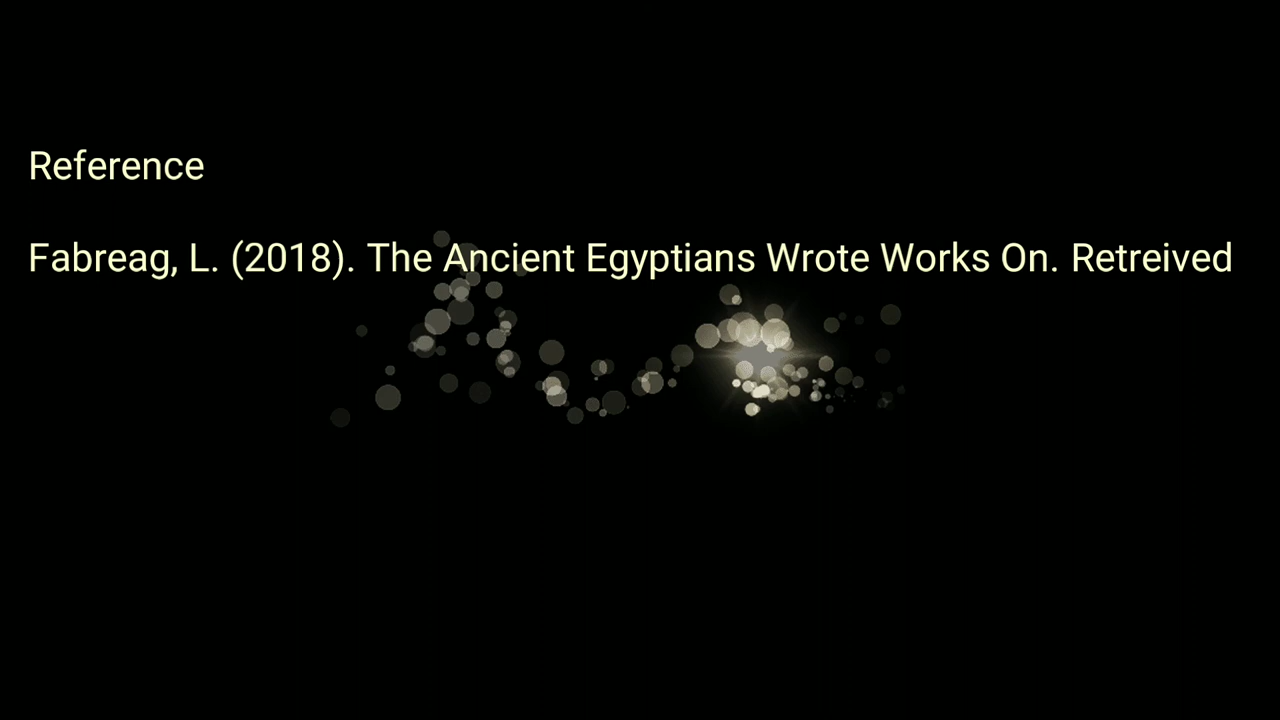 Reference
Fabreag, L. (2018). The Ancient Egyptians Wrote Works On. Retreived